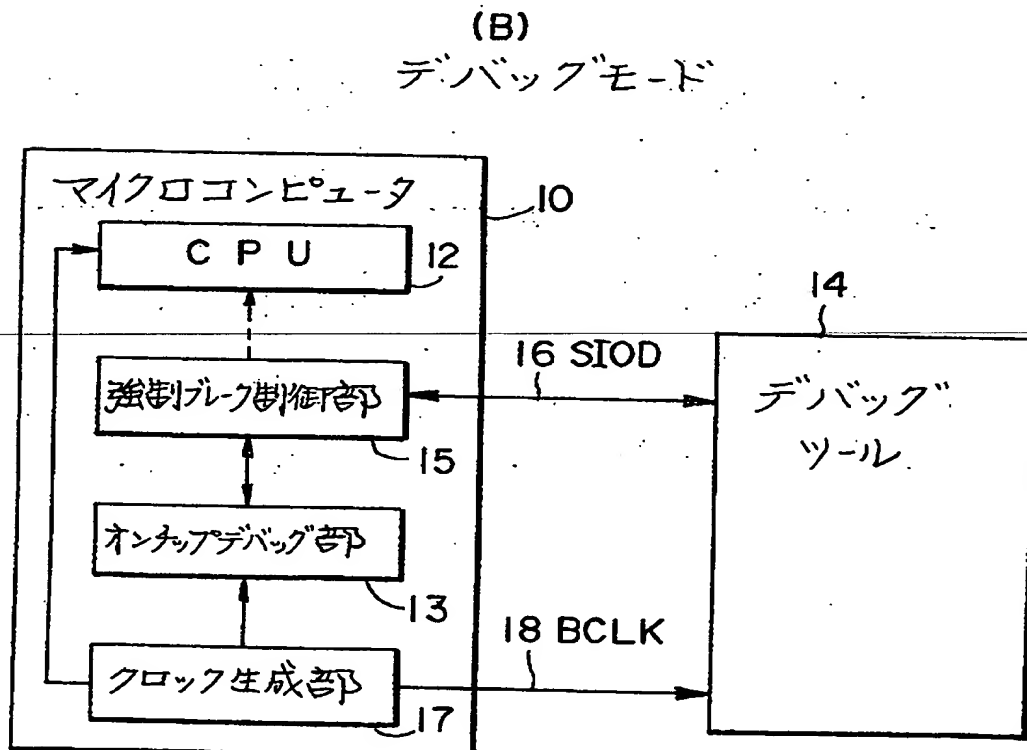 (B)
デバッグモード
マイクロコンピュータ
10
CPU
12
14
16 SIOD
強制ブレーク制御部
15
デバッグ
ツール
オンチップデバッグ部
13
18 BCLK
クロック生成部
17